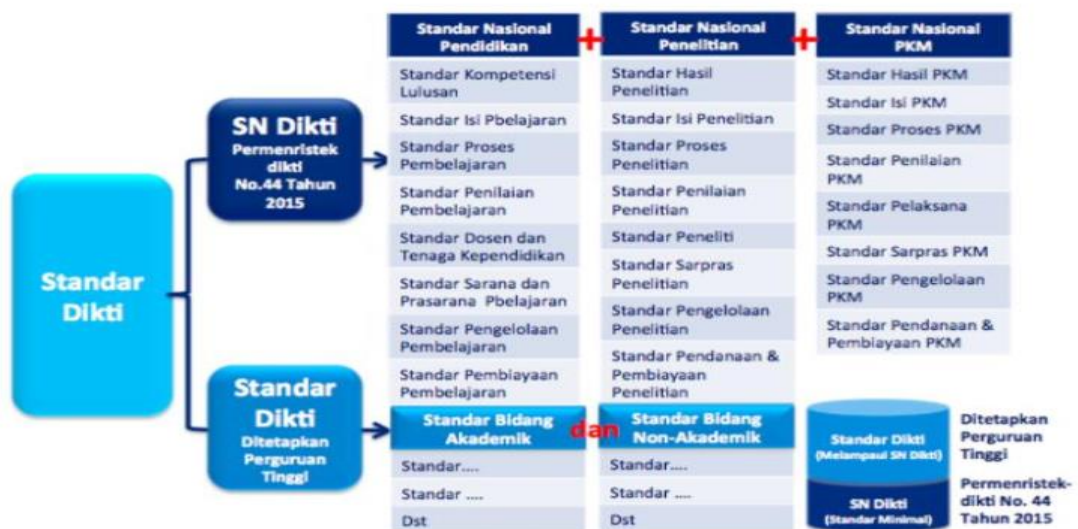 Standar
Dikti
SN Dikti
Permenristek
dikti
No.44 Tahun
2015
Standar
Dikti
Ditetapkan
Perguruan
Tinggi
Standar Nasional
Pendidikan
Standar Kompetensi
Lulusan
Standar Isi Pbelajaran
Standar Proses
Pembelajaran
Standar Penilaian
Pembelajaran
Standar Dosen dan
Tenaga Kependidikan
Standar Sarana dan
Prasarana Pbelajaran
Standar Pengelolaan
Pembelajaran
Standar Pembiayaan
Pembelajaran
+
Standar Nasional
Penelitian
Standar Hasil
Penelitian
Standar Isi Penelitian
Standar Proses
Penelitian
Standar Penilaian
Penelitian
Standar Peneliti
Standar Sarpras
Penelitian
Standar Pengelolaan
Penelitian
Standar Pendanaan &
Pembiayaan
Penelitian
+
Standar Nasional
PKM
Standar Hasil PKM
Standar Isi PKM
Standar Proses PKM
Standar Penilaian
PKM
Standar Pelaksana
PKM
Standar Sarpras PKM
Standar Pengelolaan
PKM
Standar Pendanaan &
Pembiayaan PKM
Standar Bidang
Akademik
Standar....
Standar ....
Dst
dan
Standar Bidang
Non-Akademik
Standar....
Standar ....
Dst
Standar Dikti
(Melampaui SN Dikti)
Ditetapkan
Perguruan
Tinggi
SN Dikti
(Standar Minimal)
Permenristek-
dikti No. 44
Tahun 2015